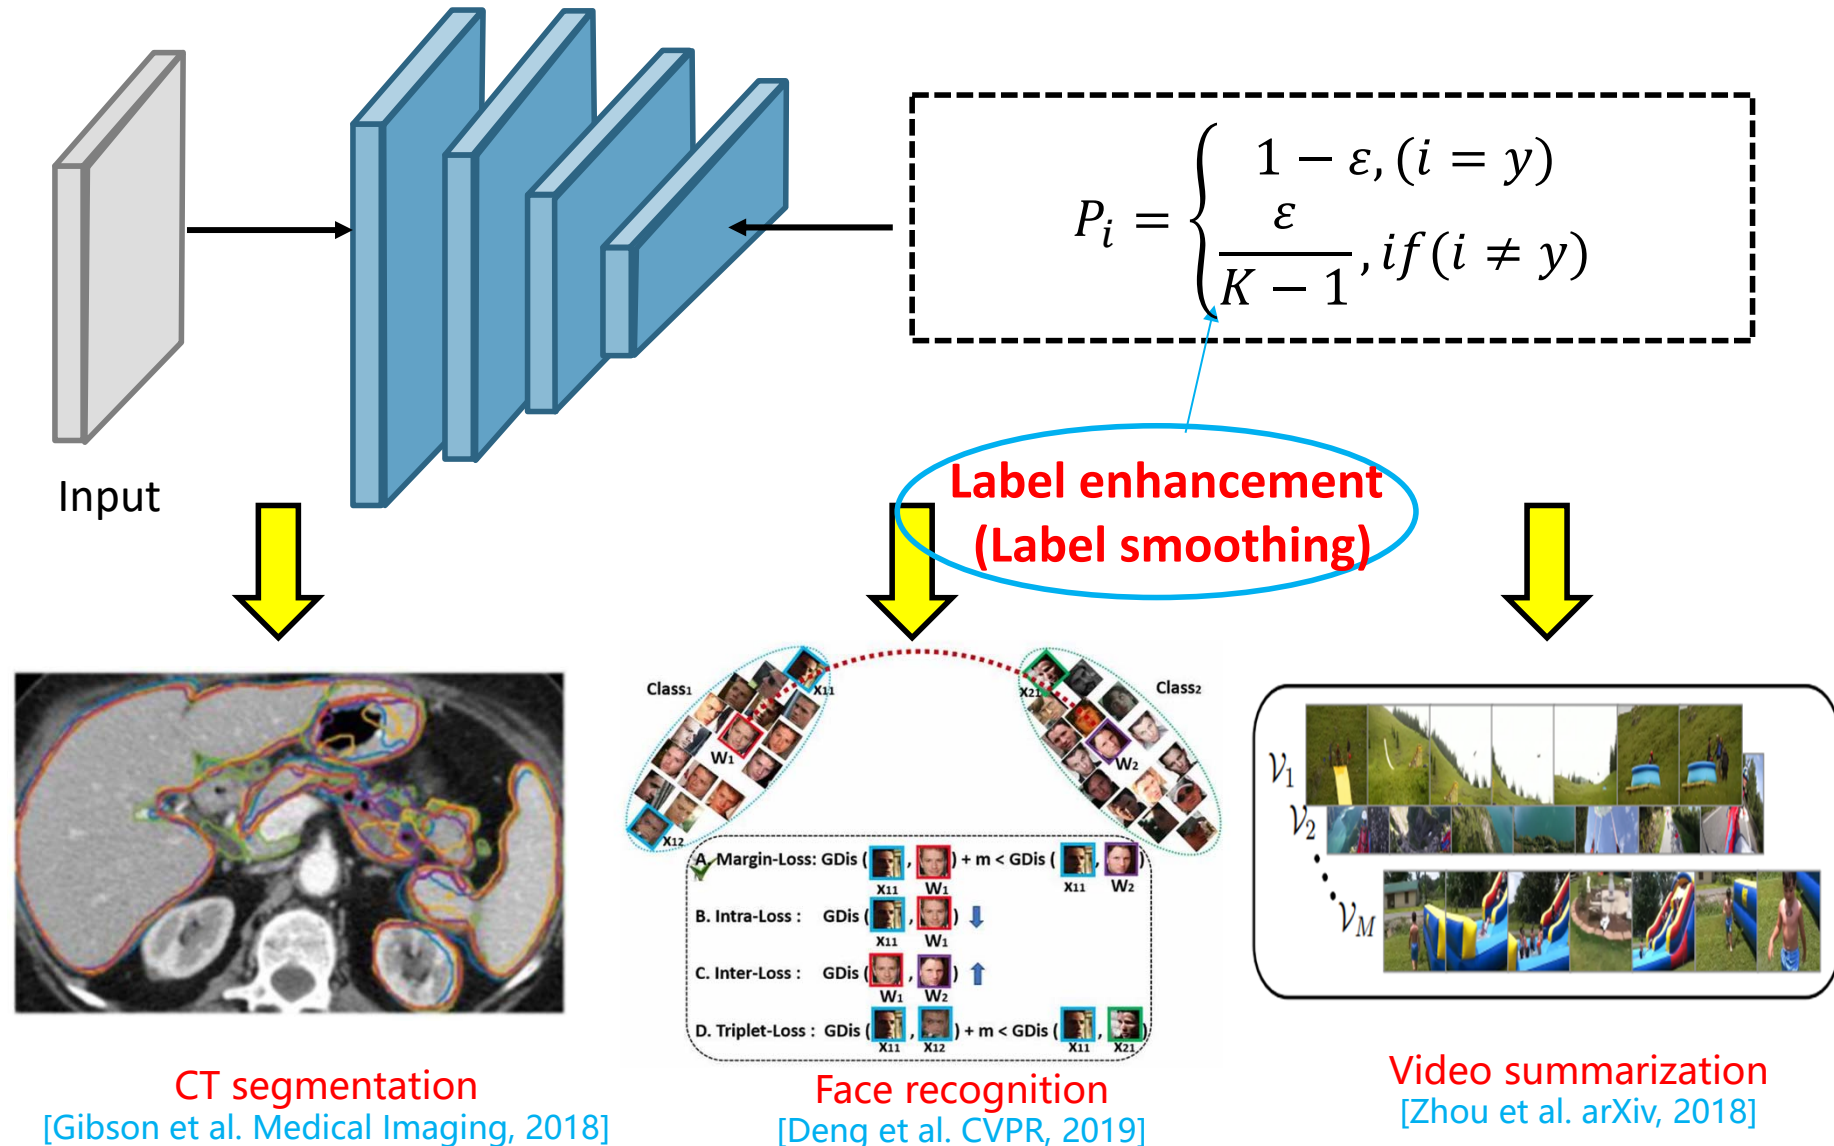 P_i = { 1 − ε, (i = y)
ε / (K − 1), if (i ≠ y)
Input
Label enhancement
(Label smoothing)
Class1
X11
W1
X12
Class2
X21
W2
A. Margin-Loss: GDis ( , ) + m < GDis ( , )
X11 W1 X11 W2
B. Intra-Loss : GDis ( , )
X11 W1
C. Inter-Loss : GDis ( , )
W1 W2
D. Triplet-Loss : GDis ( , ) + m < GDis ( , )
X11 X12 X11 X21
V1
V2
VM
CT segmentation
[Gibson et al. Medical Imaging, 2018]
Face recognition
[Deng et al. CVPR, 2019]
Video summarization
[Zhou et al. arXiv, 2018]